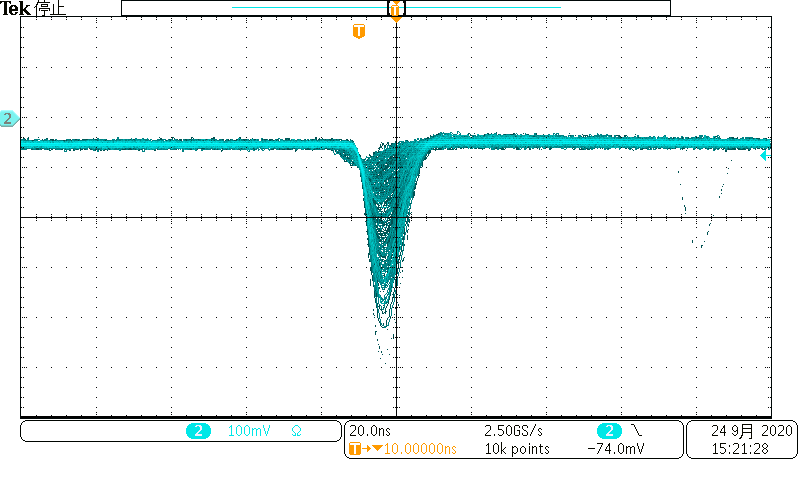 Tek 停止
T
T
2
2 100mV Ω
20.0ns 2.50GS/s 2
T→▼10.00000ns 10k points −74.0mV
24 9月 2020
15:21:28